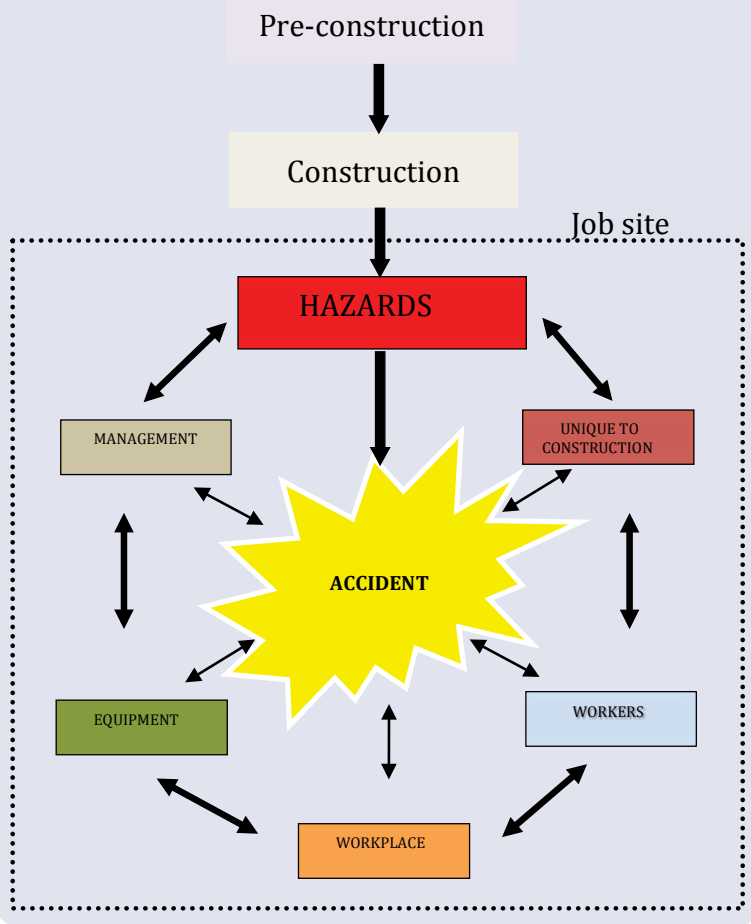 Pre-construction
Construction
Job site
HAZARDS
MANAGEMENT
UNIQUE TO
CONSTRUCTION
ACCIDENT
EQUIPMENT
WORKERS
WORKPLACE